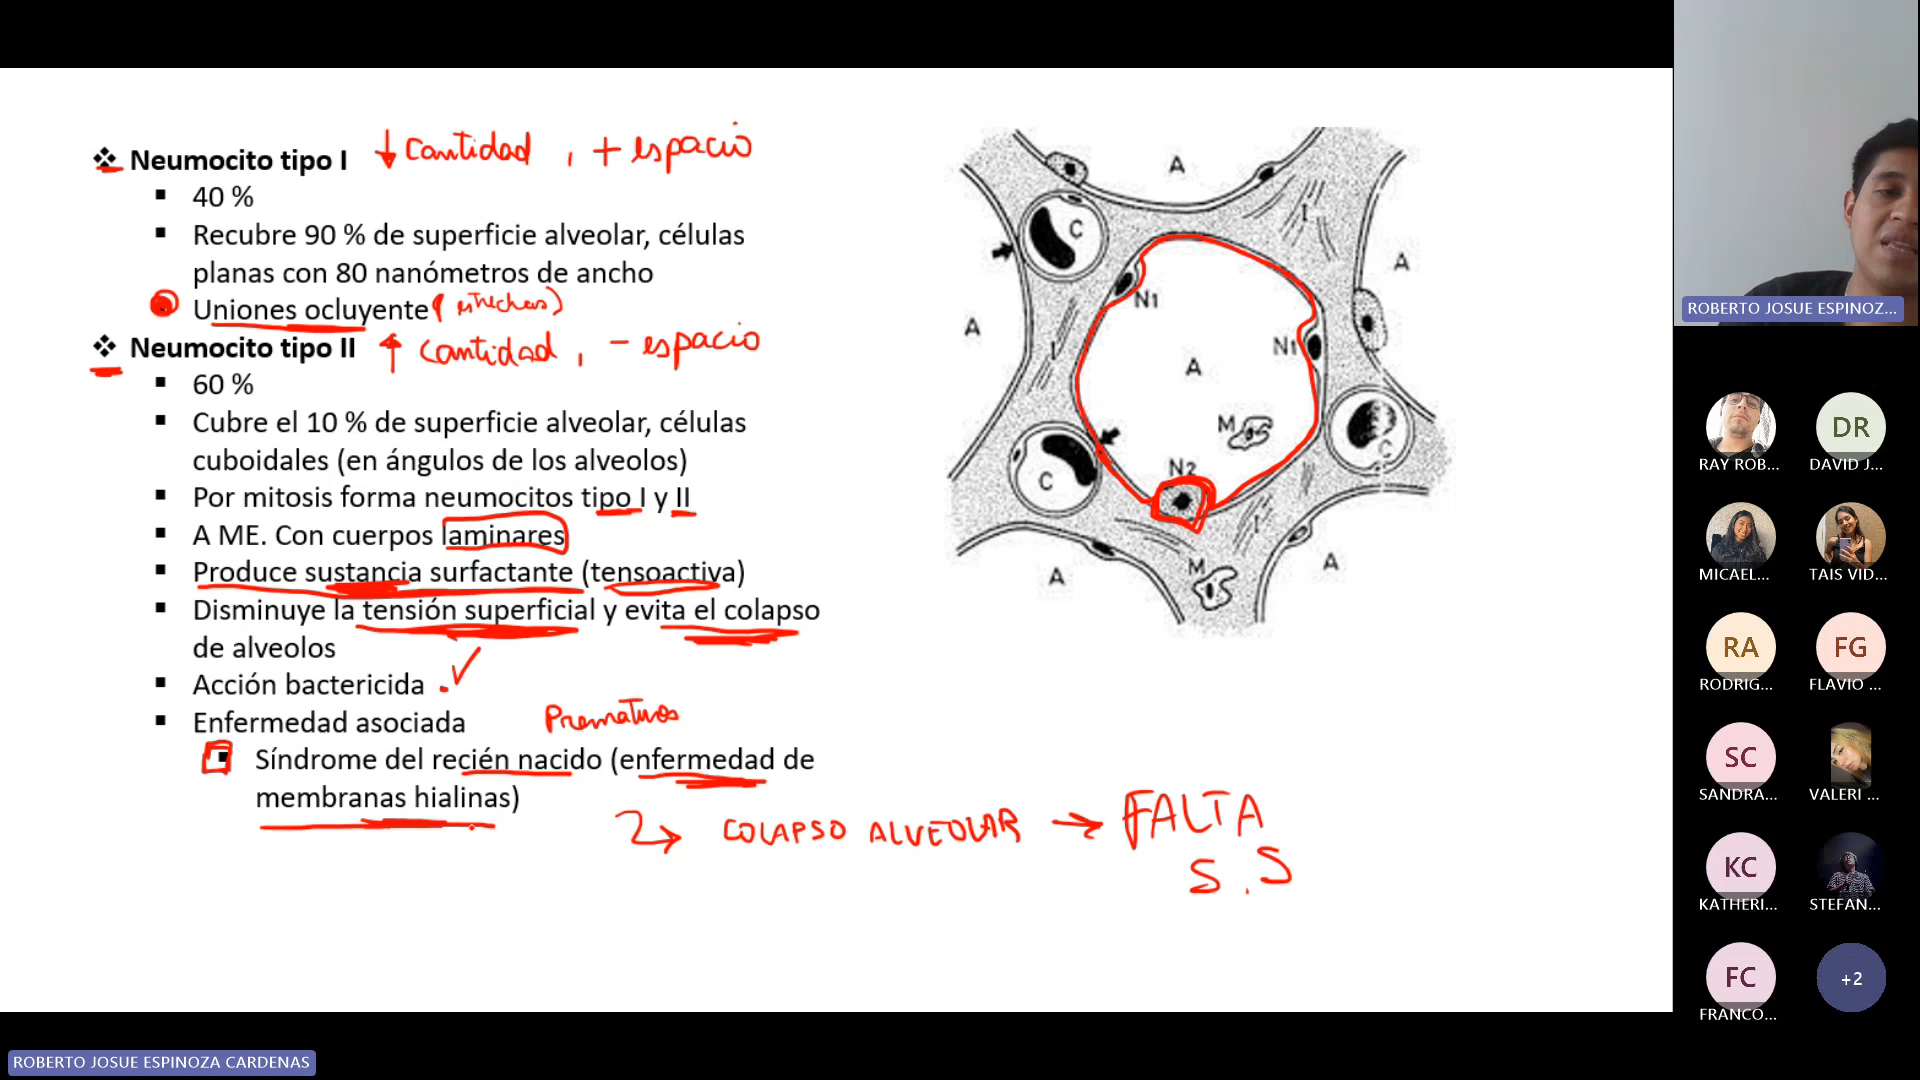 ❖ Neumocito tipo I ↓ cantidad, + espacio
▪ 40 %
▪ Recubre 90 % de superficie alveolar, células
planas con 80 nanómetros de ancho
Uniones ocluyente (estrechas)
❖ Neumocito tipo II ↑ cantidad, - espacio
▪ 60 %
▪ Cubre el 10 % de superficie alveolar, células
cuboidales (en ángulos de los alveolos)
▪ Por mitosis forma neumocitos tipo I y II
▪ A ME. Con cuerpos laminares
▪ Produce sustancia surfactante (tensoactiva)
▪ Disminuye la tensión superficial y evita el colapso
de alveolos
▪ Acción bactericida
▪ Enfermedad asociada Prematuros
▪ Síndrome del recién nacido (enfermedad de
membranas hialinas)
→ COLAPSO ALVEOLAR → FALTA
S.S
A
C
I
A
N1
A
I
N1
A
M
C
N2
C
I
A
M
A
ROBERTO JOSUE ESPINOZ...
RAY ROB...
DR
DAVID J...
MICAEL...
TAIS VID...
RA
RODRIG...
FG
FLAVIO ...
SC
SANDRA...
VALERI ...
KC
KATHERI...
STEFAN...
FC
FRANCO...
+2
ROBERTO JOSUE ESPINOZA CARDENAS